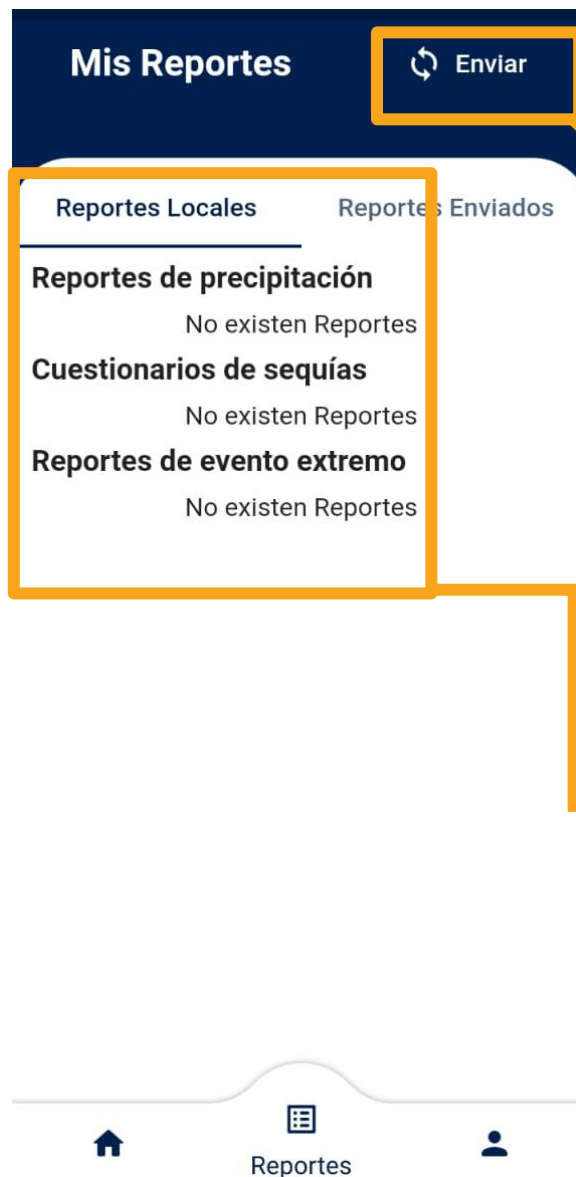 Mis Reportes
Enviar
Reportes Locales
Reportes Enviados
Reportes de precipitación
No existen Reportes
Cuestionarios de sequías
No existen Reportes
Reportes de evento extremo
No existen Reportes
Reportes